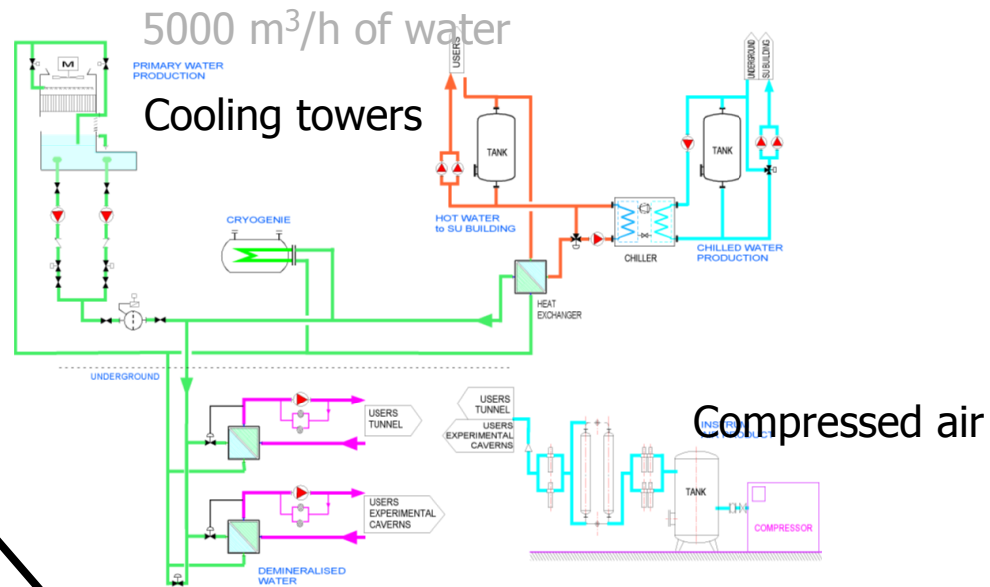 5000 m³/h of water
M
PRIMARY WATER
PRODUCTION
Cooling towers
USERS
UNDERGROUND
SU BUILDING
TANK
TANK
HOT WATER
to SU BUILDING
CHILLER
CHILLED WATER
PRODUCTION
CRYOGENIE
HEAT
EXCHANGER
UNDERGROUND
USERS
TUNNEL
USERS
EXPERIMENTAL
CAVERNS
DEMINERALISED
WATER
USERS
TUNNEL
USERS
EXPERIMENTAL
CAVERNS
Compressed air
TANK
COMPRESSOR